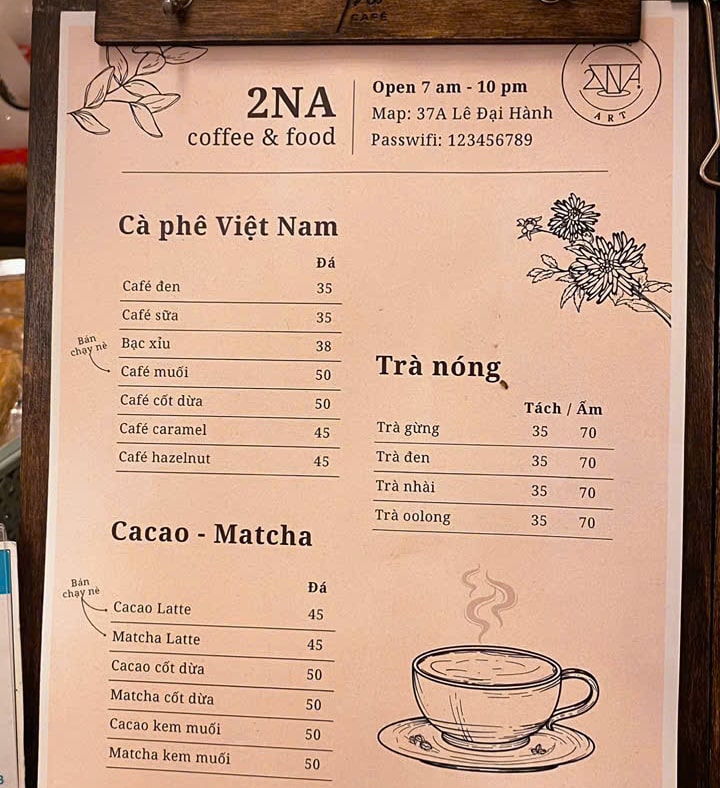 CAFÉ
2NA
coffee & food
Open 7 am - 10 pm
Map: 37A Lê Đại Hành
Passwifi: 123456789
2NA
ART
Cà phê Việt Nam
Đá
Café đen 35
Café sữa 35
Bạc xỉu 38
Bán
chạy nè
Café muối 50
Café cốt dừa 50
Café caramel 45
Café hazelnut 45
Trà nóng
Tách / Ấm
Trà gừng 35 70
Trà đen 35 70
Trà nhài 35 70
Trà oolong 35 70
Cacao - Matcha
Đá
Bán
chạy nè
Cacao Latte 45
Matcha Latte 45
Cacao cốt dừa 50
Matcha cốt dừa 50
Cacao kem muối 50
Matcha kem muối 50